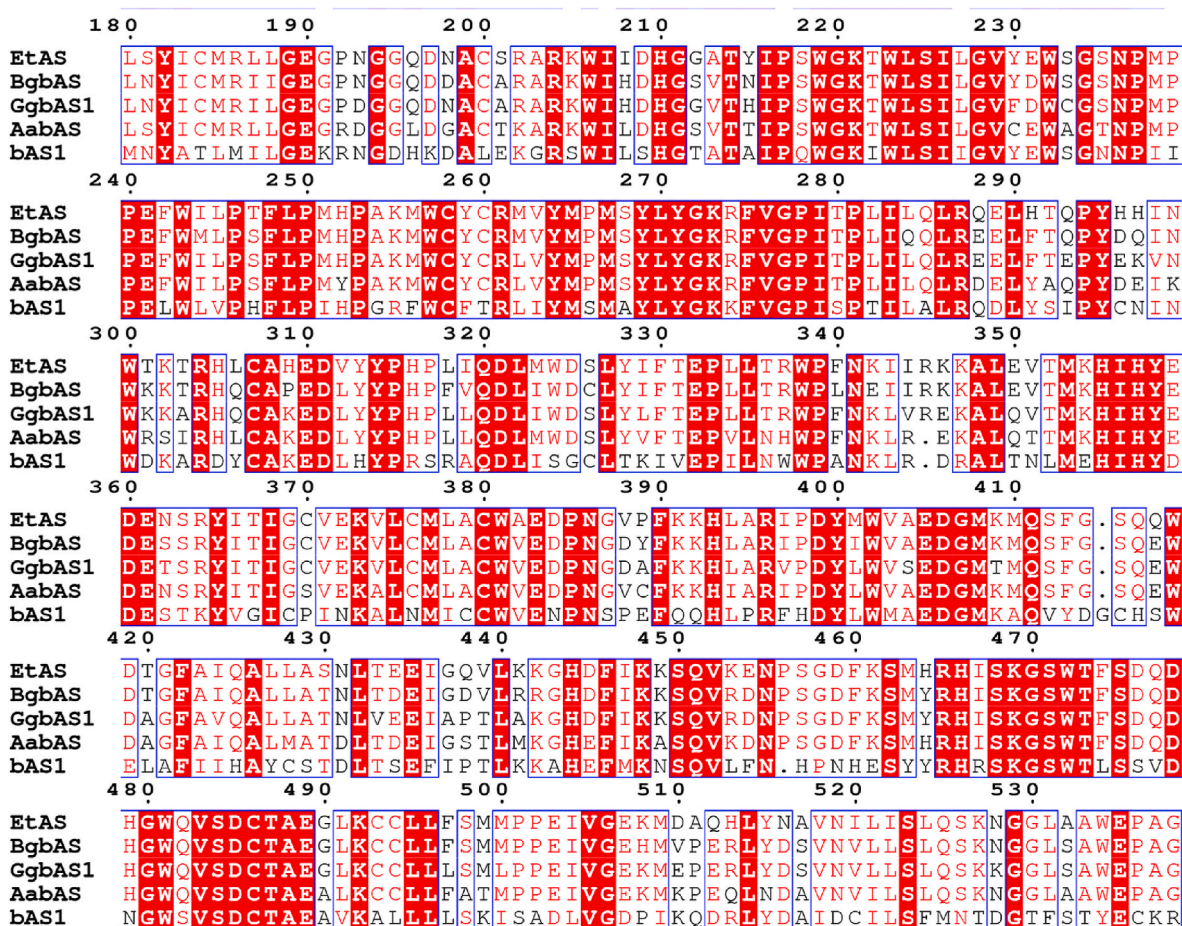 180 190 200 210 220 230
EtAS LSYICMRLLGEGPNGGQDNACSRARKWIIDHGGATYIPSWGKTWLSILGVYEWSGSNPMP
BgbAS LNYICMRIIGEGPNGGQDDACARARKWIHDHGSVTNIPSWGKTWLSILGVYEWSGSNPMP
GgbAS1 LNYICMRILGEGPDGGQDNACARARKWIHDHGGVTHIPSWGKTWLSILGVFDWCGSNPMP
AabAS LSYICMRLLGEGRDGGLDGACTKARKWILDHGSVTTIPSWGKTWLSILGVCEWAGTNPMP
bAS1 MNYATLMILGEKRNGDHKDALEKGRSWILSHGTATAIPQWGKIWLSIIGVYEWSGNNPII
240 250 260 270 280 290
EtAS PEFWILPTFLPMHPAKMWCYCRMVYMPMSYLYGKRFVGPITPLILQLRQELHTQPYHHIN
BgbAS PEFWMLPSFLPMHPAKMWCYCRMVYMPMSYLYGKRFVGPITPLIQQLREELFTQPYDQIN
GgbAS1 PEFWILPSFLPMHPAKMWCYCRLVYMPMSYLYGKRFVGPITPLILQLREELFTEPYEKVN
AabAS PEFWILPSFLPMYPAKMWCYCRLVYMPMSYLYGKRFVGPITPLILQLRDELYAQPYDEIK
bAS1 PELWLVPHFLPIHPGRFWCFTRLIYMSMAYLYGKKFVGPISPTILALRQDLYSIPYCNIN
300 310 320 330 340 350
EtAS WTKTRHLCAHEDVYYPHPLIQDLMWDSLYIFTEPLLTRWPFNKIIRKKALEVTMKHIHYE
BgbAS WKKTRHQCAPEDLYYPHPFVQDLIWDCLYIFTEPLLTRWPLNEIIRKKALEVTMKHIHYE
GgbAS1 WKKARHQCAKEDLYYPHPLLQDLIWDSLYLFTEPLLTRWPFNKLVREKALQVTMKHIHYE
AabAS WRSIRHLCAKEDLYYPHPLLQDLMWDSLYVFTEPVLNHWPFNKLR.EKALQTTMKHIHYE
bAS1 WDKARDYCAKEDLHYPRSRAQDLISGCLTKIVEPILNWWPANKLR.DRALTNLMEHIHYD
360 370 380 390 400 410
EtAS DENSRYITIGCVEKVLCMLACWAEDPNGVPFKKHLARIPDYMWVAEDGMKMQSFG.SQQW
BgbAS DESSRYITIGCVEKVLCMLACWVEDPNGDYFKKHLARIPDYIWVAEDGMKMQSFG.SQEW
GgbAS1 DETSRYITIGCVEKVLCMLACWVEDPNGDAFKKHLARVPDYLWVSEDGMTMQSFG.SQEW
AabAS DENSRYITIGSVEKALCMLACWVEDPNGVCFKKHIARIPDYLWVAEDGMKMQSFG.SQEW
bAS1 DESTKYVGICPINKALNMICCWVENPNSPEFQQHLPRFHDYLWMAEDGMKAQVYDGCHSW
420 430 440 450 460 470
EtAS DTGFAIQALLASNLTEEIGQVLKKGHDFIKKSQVKENPSGDFKSMHRHISKGSWTFSDQD
BgbAS DTGFAIQALLATNLTDEIGDVLRRGHDFIKKSQVRDNPSGDFKSMYRHISKGSWTFSDQD
GgbAS1 DAGFAVQALLATNLVEEIAPTLAKGHDFIKKSQVRDNPSGDFKSMYRHISKGSWTFSDQD
AabAS DAGFAIQALMATDLTDEIGSTLMKGHEFIKASQVKDNPSGDFKSMHRHISKGSWTFSDQD
bAS1 ELAFIIHAYCSTDLTSEFIPTLKKAHEFMKNSQVLFN.HPNHESYYRHRSKGSWTLSSVD
480 490 500 510 520 530
EtAS HGWQVSDCTAEGLKCCLLFSMMPPEIVGEKMDAQHLYNAVNILISLQSKNGGLAAWEPAG
BgbAS HGWQVSDCTAEGLKCCLLFSMMPPEIVGEHMVPERLYDSVNVLLSLQSKNGGLSAWEPAG
GgbAS1 HGWQVSDCTAEGLKCCLLLSMLPPEIVGEKMEPERLYDSVNVLLSLQSKKGGLSAWEPAG
AabAS HGWQVSDCTAEALKCCLLFATMPPEIVGEKMKPEQLNDAVNVILSLQSKNGGLAAWEPAG
bAS1 NGWSVSDCTAEAVKALLLLSKISADLVGDPIKQDRLYDAIDCILSFMNTDGTFSTYECKR